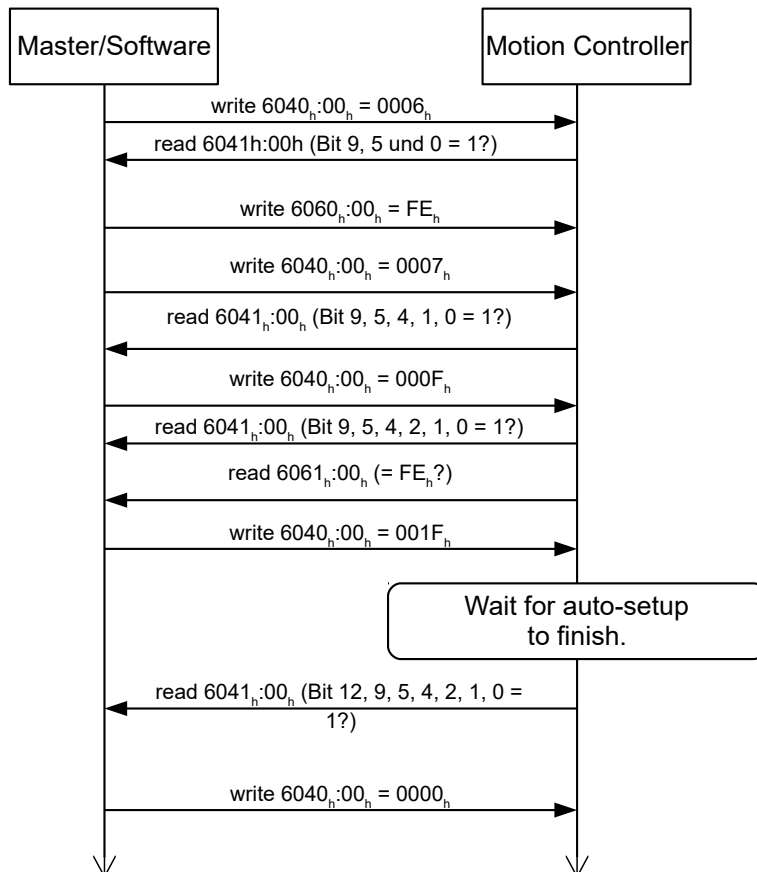 Master/Software
Motion Controller
write 6040h:00h = 0006h
read 6041h:00h (Bit 9, 5 und 0 = 1?)
write 6060h:00h = FEh
write 6040h:00h = 0007h
read 6041h:00h (Bit 9, 5, 4, 1, 0 = 1?)
write 6040h:00h = 000Fh
read 6041h:00h (Bit 9, 5, 4, 2, 1, 0 = 1?)
read 6061h:00h (= FEh?)
write 6040h:00h = 001Fh
Wait for auto-setup
to finish.
read 6041h:00h (Bit 12, 9, 5, 4, 2, 1, 0 =
1?)
write 6040h:00h = 0000h